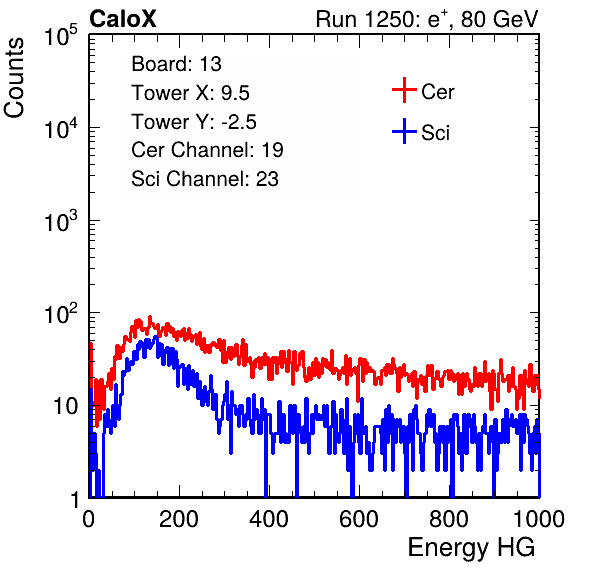 CaloX Run 1250: e⁺, 80 GeV
Counts
Board: 13
Tower X: 9.5
Tower Y: -2.5
Cer Channel: 19
Sci Channel: 23
Cer
Sci
10⁵
10⁴
10³
10²
10
1
0 200 400 600 800 1000
Energy HG